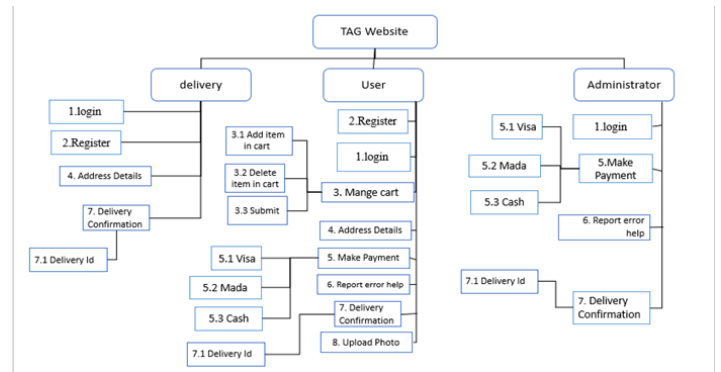 TAG Website
delivery
User
Administrator
1.login
2.Register
4. Address Details
7. Delivery
Confirmation
7.1 Delivery Id
2.Register
1.login
3.1 Add item
in cart
3.2 Delete
item in cart
3.3 Submit
3. Mange cart
4. Address Details
5.1 Visa
5.2 Mada
5.3 Cash
5. Make Payment
6. Report error help
7. Delivery
Confirmation
7.1 Delivery Id
8. Upload Photo
1.login
5.1 Visa
5.2 Mada
5.3 Cash
5.Make
Payment
6. Report error
help
7.1 Delivery Id
7. Delivery
Confirmation